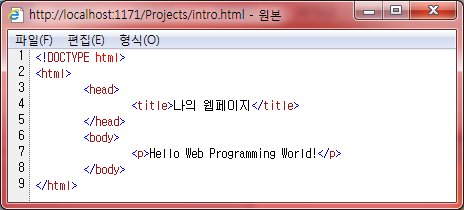 http://localhost:1171/Projects/intro.html - 원본
파일(F) 편집(E) 형식(O)
1 <!DOCTYPE html>
2 <html>
3 <head>
4 <title>나의 웹페이지</title>
5 </head>
6 <body>
7 <p>Hello Web Programming World!</p>
8 </body>
9 </html>